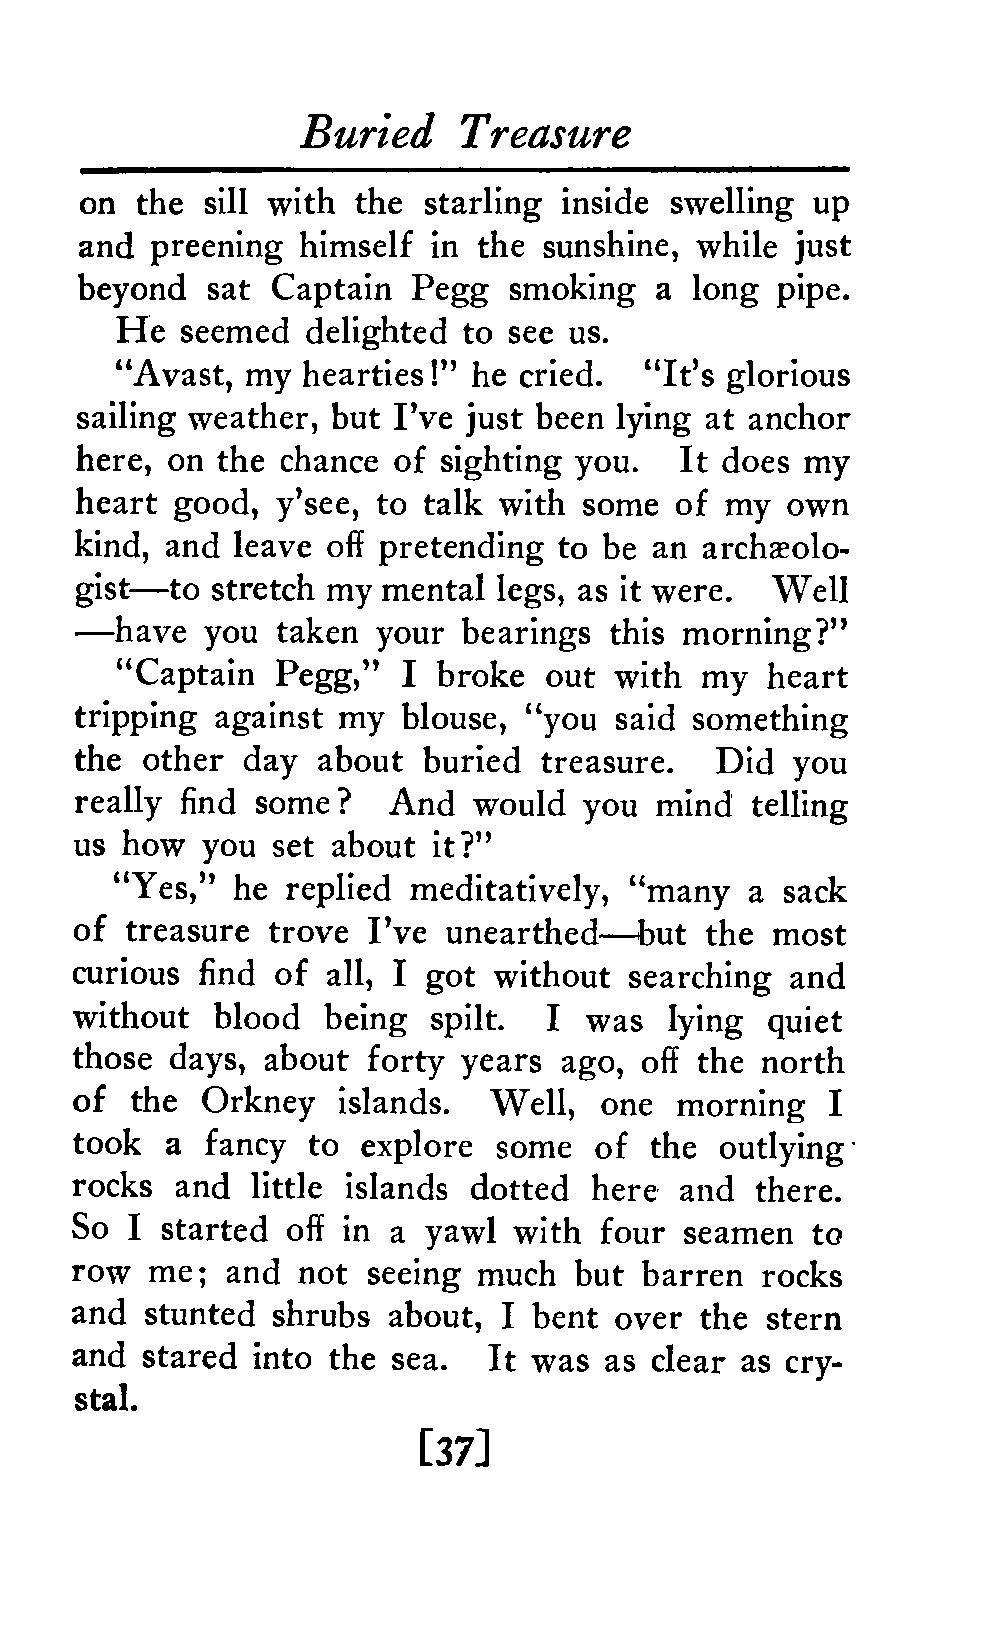 Buried Treasure
on the sill with the starling inside swelling up
and preening himself in the sunshine, while just
beyond sat Captain Pegg smoking a long pipe.
He seemed delighted to see us.
“Avast, my hearties!” he cried. “It’s glorious
sailing weather, but I’ve just been lying at anchor
here, on the chance of sighting you. It does my
heart good, y’see, to talk with some of my own
kind, and leave off pretending to be an archæolo-
gist—to stretch my mental legs, as it were. Well
—have you taken your bearings this morning?”
“Captain Pegg,” I broke out with my heart
tripping against my blouse, “you said something
the other day about buried treasure. Did you
really find some? And would you mind telling
us how you set about it?”
“Yes,” he replied meditatively, “many a sack
of treasure trove I’ve unearthed—but the most
curious find of all, I got without searching and
without blood being spilt. I was lying quiet
those days, about forty years ago, off the north
of the Orkney islands. Well, one morning I
took a fancy to explore some of the outlying
rocks and little islands dotted here and there.
So I started off in a yawl with four seamen to
row me; and not seeing much but barren rocks
and stunted shrubs about, I bent over the stern
and stared into the sea. It was as clear as cry-
stal.
[37]